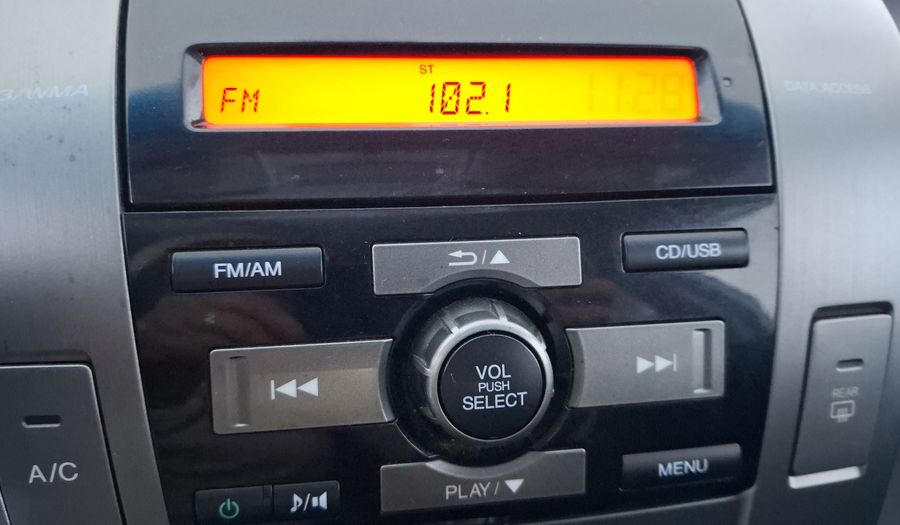 ST
FM 102.1 11:28
3/WMA
DATA ACCESS
FM/AM
CD/USB
VOL
PUSH
SELECT
REAR
A/C
MENU
PLAY/